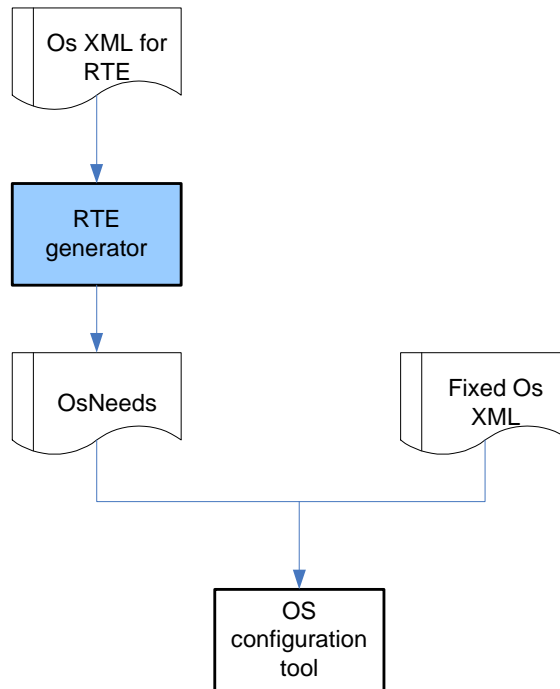 Os XML for
RTE
RTE
generator
OsNeeds
Fixed Os
XML
OS
configuration
tool